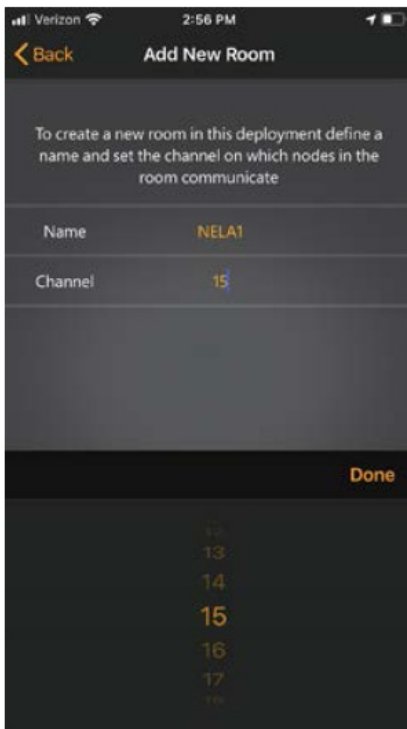 Verizon 2:56 PM
Back Add New Room
To create a new room in this deployment define a
name and set the channel on which nodes in the
room communicate
Name NELA1
Channel 15
Done
13
14
15
16
17